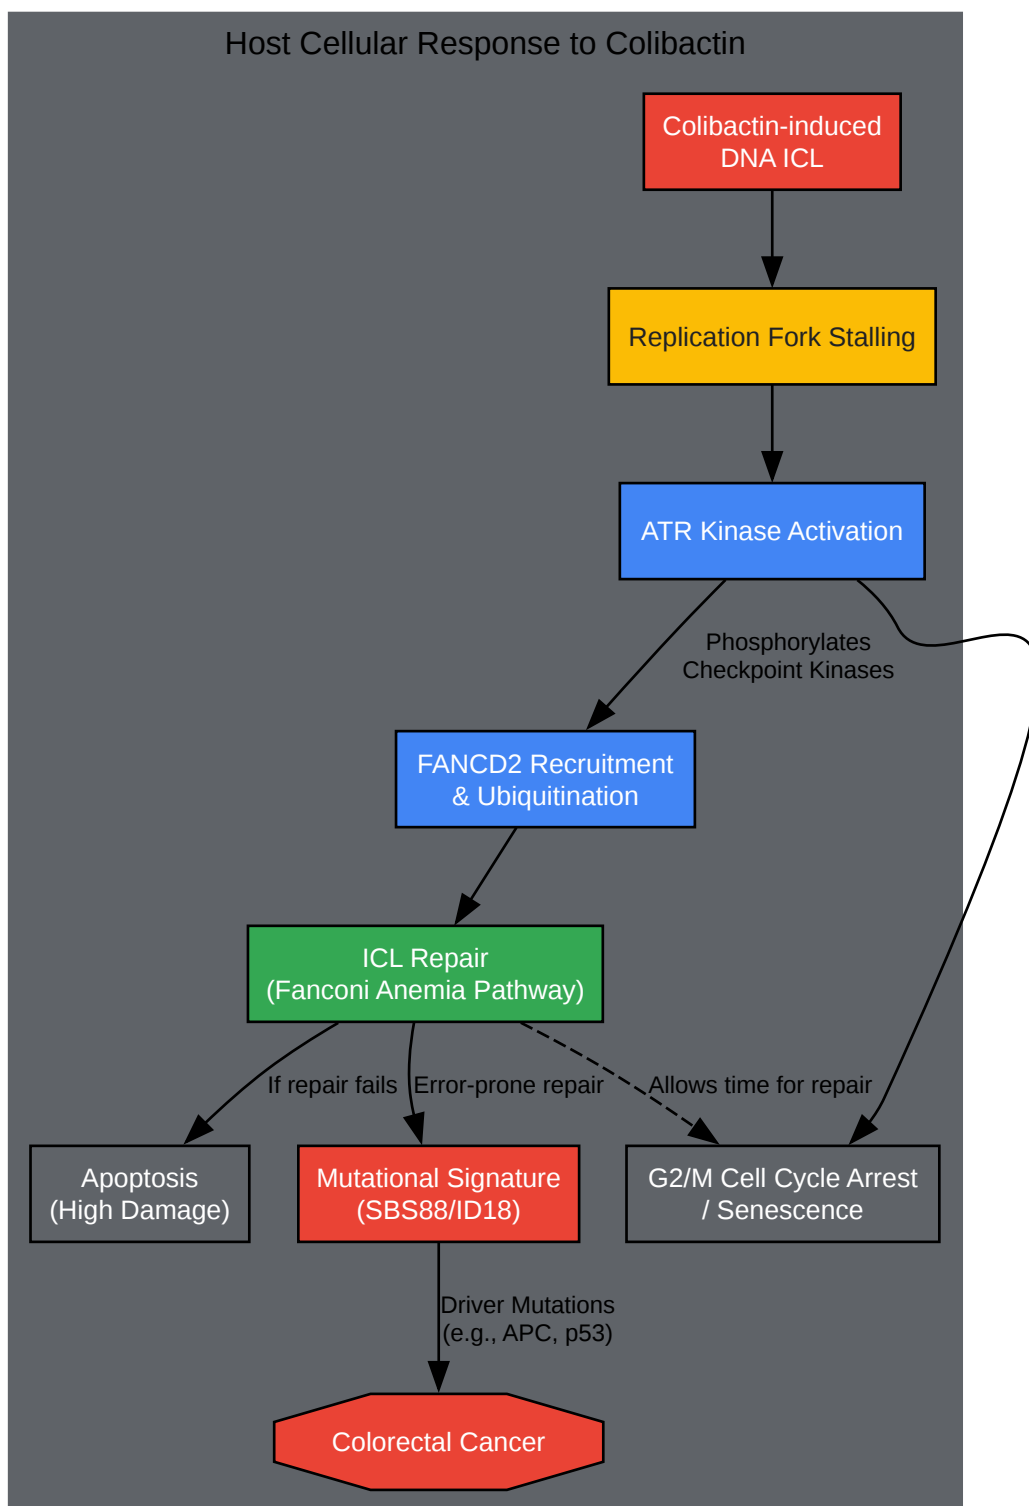 Host Cellular Response to Colibactin
Colibactin-induced
DNA ICL
Replication Fork Stalling
ATR Kinase Activation
Phosphorylates
Checkpoint Kinases
FANCD2 Recruitment
& Ubiquitination
ICL Repair
(Fanconi Anemia Pathway)
If repair fails
Error-prone repair
Allows time for repair
Apoptosis
(High Damage)
Mutational Signature
(SBS88/ID18)
G2/M Cell Cycle Arrest
/ Senescence
Driver Mutations
(e.g., APC, p53)
Colorectal Cancer